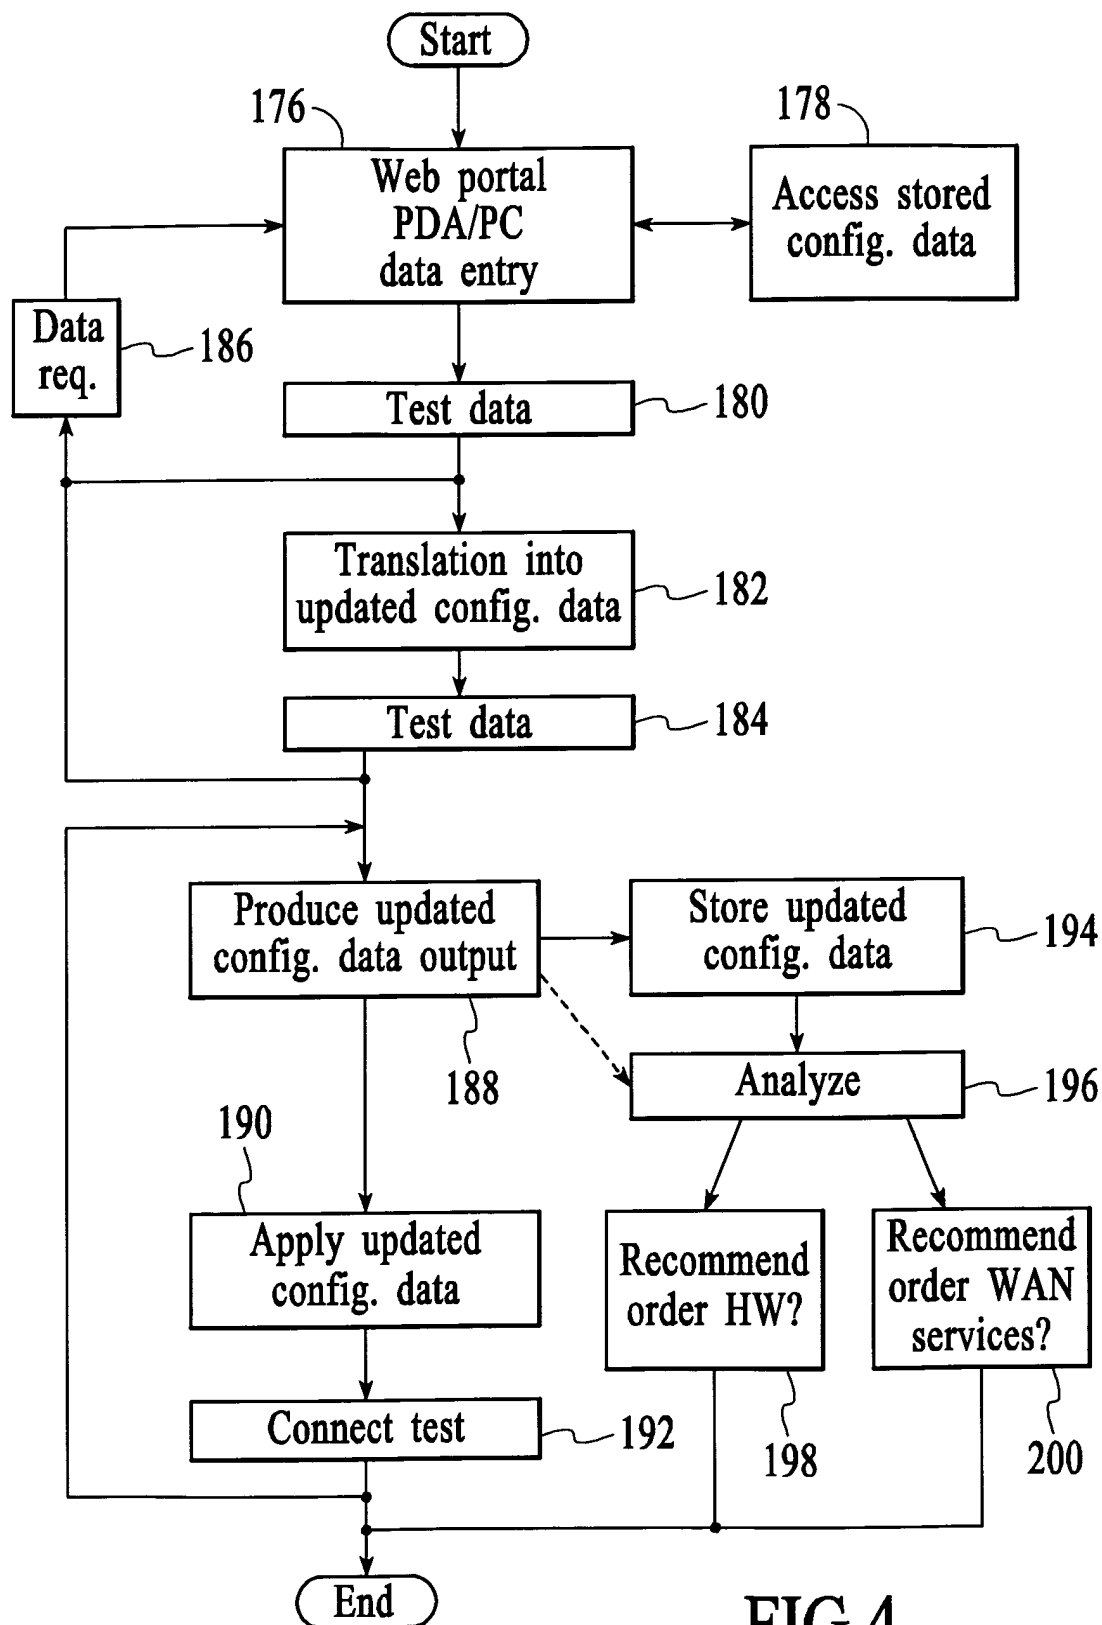 Start
176
178
Web portal
PDA/PC
data entry
Access stored
config. data
Data
req.
186
Test data
180
Translation into
updated config. data
182
Test data
184
Produce updated
config. data output
188
Store updated
config. data
194
Analyze
196
190
Apply updated
config. data
Recommend
order HW?
198
Recommend
order WAN
services?
200
Connect test
192
End
FIG.4